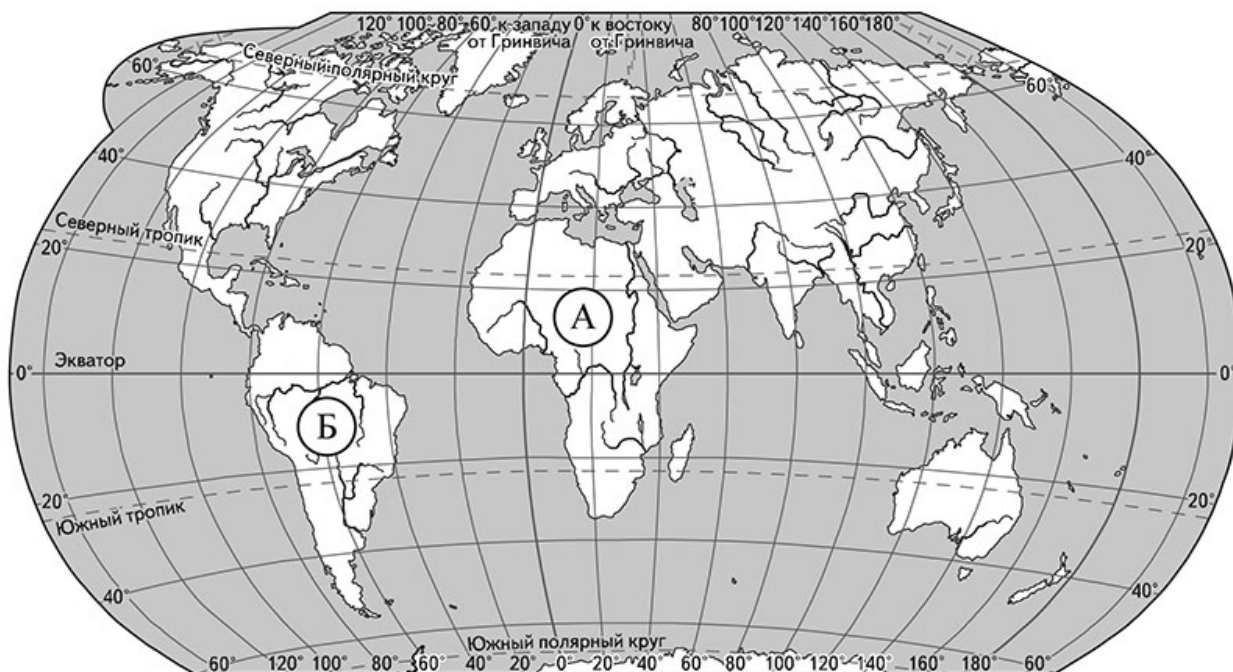 120° 100° 80° 60° к западу 0° к востоку 80° 100° 120° 140° 160° 180°
от Гринвича от Гринвича
60° Северный полярный круг 60°
40° 40°
Северный тропик
20° 20°
А
Экватор
0° 0°
Б
20° 20°
Южный тропик
40° 40°
Южный полярный круг
60° 120° 100° 80° 60° 40° 20° 0° 20° 40° 60° 80° 100° 120° 140° 160° 180° 60°